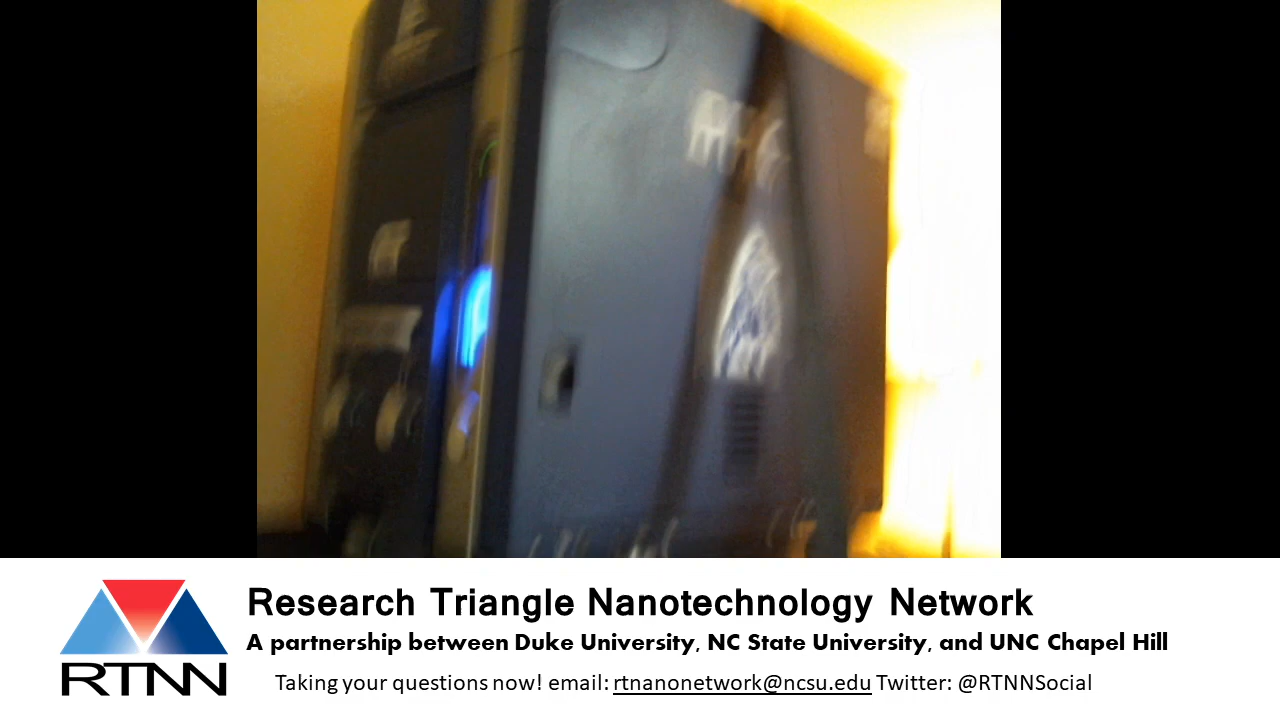 Research Triangle Nanotechnology Network
A partnership between Duke University, NC State University, and UNC Chapel Hill
RTNN
Taking your questions now! email: rtnanonetwork@ncsu.edu Twitter: @RTNNSocial